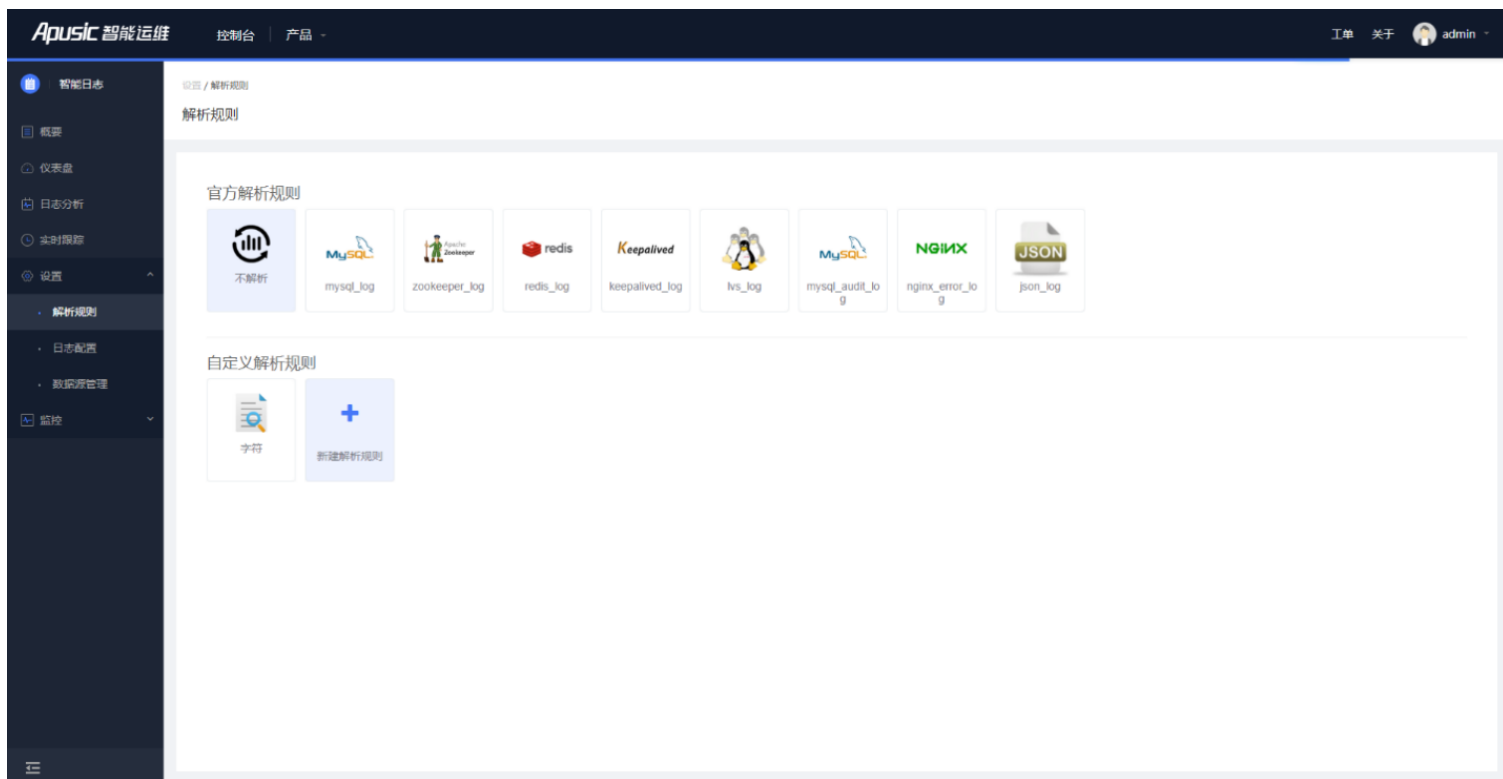 Apusic 智能运维 控制台 产品 工单 关于 admin
智能日志
概要
仪表盘
日志分析
实时跟踪
设置
解析规则
日志配置
数据源管理
监控
设置 / 解析规则
解析规则
官方解析规则
不解析
MySQL
mysql_log
Apache Zookeeper
zookeeper_log
redis
redis_log
Keepalived
keepalived_log
lvs_log
MySQL
mysql_audit_lo
g
NGINX
nginx_error_lo
g
JSON
json_log
自定义解析规则
字符
新建解析规则